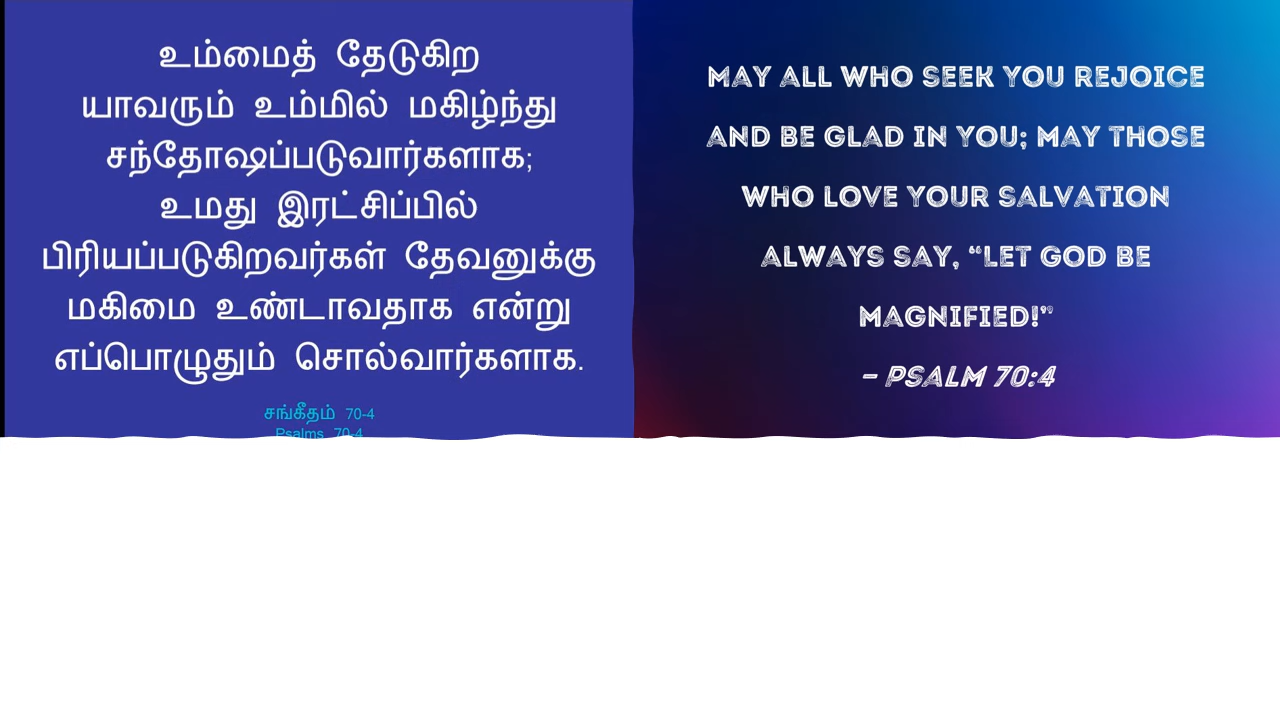 உம்மைத் தேடுகிற
யாவரும் உம்மில் மகிழ்ந்து
சந்தோஷப்படுவார்களாக;
உமது இரட்சிப்பில்
பிரியப்படுகிறவர்கள் தேவனுக்கு
மகிமை உண்டாவதாக என்று
எப்பொழுதும் சொல்வார்களாக.
சங்கீதம் 70-4
Psalms 70-4
MAY ALL WHO SEEK YOU REJOICE
AND BE GLAD IN YOU; MAY THOSE
WHO LOVE YOUR SALVATION
ALWAYS SAY, “LET GOD BE
MAGNIFIED!”
– PSALM 70:4